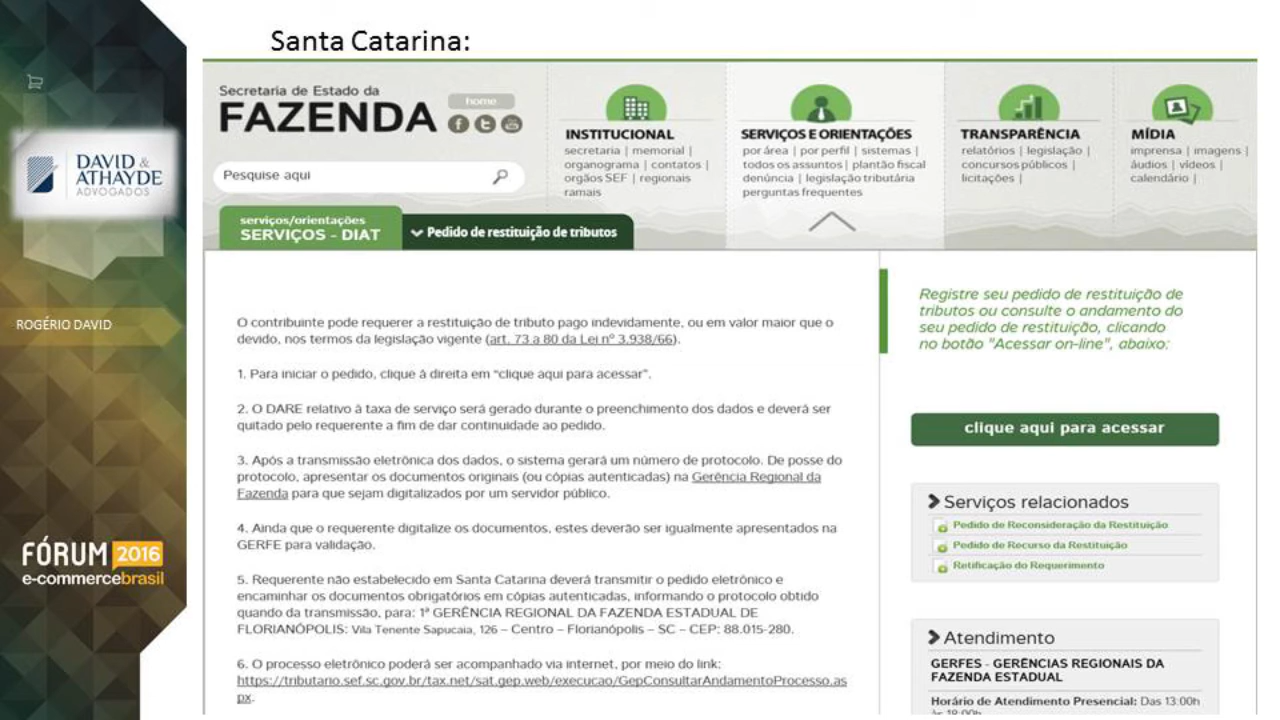 Santa Catarina:
DAVID &
ATHAYDE
ADVOGADOS
ROGÉRIO DAVID
FÓRUM 2016
e-commercebrasil
Secretaria de Estado da
FAZENDA
home
Pesquise aqui
INSTITUCIONAL
secretaria | memorial |
organograma | contatos |
orgãos SEF | regionais
ramais
SERVIÇOS E ORIENTAÇÕES
por área | por perfil | sistemas |
todos os assuntos | plantão fiscal
denúncia | legislação tributária
perguntas frequentes
TRANSPARÊNCIA
relatórios | legislação |
concursos públicos |
licitações |
MÍDIA
imprensa | imagens |
áudios | vídeos |
calendário |
serviços/orientações
SERVIÇOS - DIAT
Pedido de restituição de tributos
O contribuinte pode requerer a restituição de tributo pago indevidamente, ou em valor maior que o
devido, nos termos da legislação vigente (art. 73 a 80 da Lei nº 3.938/66).
1. Para iniciar o pedido, clique à direita em “clique aqui para acessar”.
2. O DARE relativo à taxa de serviço será gerado durante o preenchimento dos dados e deverá ser
quitado pelo requerente a fim de dar continuidade ao pedido.
3. Após a transmissão eletrônica dos dados, o sistema gerará um número de protocolo. De posse do
protocolo, apresentar os documentos originais (ou cópias autenticadas) na Gerência Regional da
Fazenda para que sejam digitalizados por um servidor público.
4. Ainda que o requerente digitalize os documentos, estes deverão ser igualmente apresentados na
GERFE para validação.
5. Requerente não estabelecido em Santa Catarina deverá transmitir o pedido eletrônico e
encaminhar os documentos obrigatórios em cópias autenticadas, informando o protocolo obtido
quando da transmissão, para: 1ª GERÊNCIA REGIONAL DA FAZENDA ESTADUAL DE
FLORIANÓPOLIS: Vila Tenente Sapucaia, 126 – Centro – Florianópolis – SC – CEP: 88.015-280.
6. O processo eletrônico poderá ser acompanhado via internet, por meio do link:
https://tributario.sef.sc.gov.br/tax.net/sat.gep.web/execucao/GepConsultarAndamentoProcesso.as
px.
Registre seu pedido de restituição de
tributos ou consulte o andamento do
seu pedido de restituição, clicando
no botão "Acessar on-line", abaixo:
clique aqui para acessar
Serviços relacionados
Pedido de Reconsideração da Restituição
Pedido de Recurso da Restituição
Retificação do Requerimento
Atendimento
GERFES - GERÊNCIAS REGIONAIS DA
FAZENDA ESTADUAL
Horário de Atendimento Presencial: Das 13:00h
às 19:00h